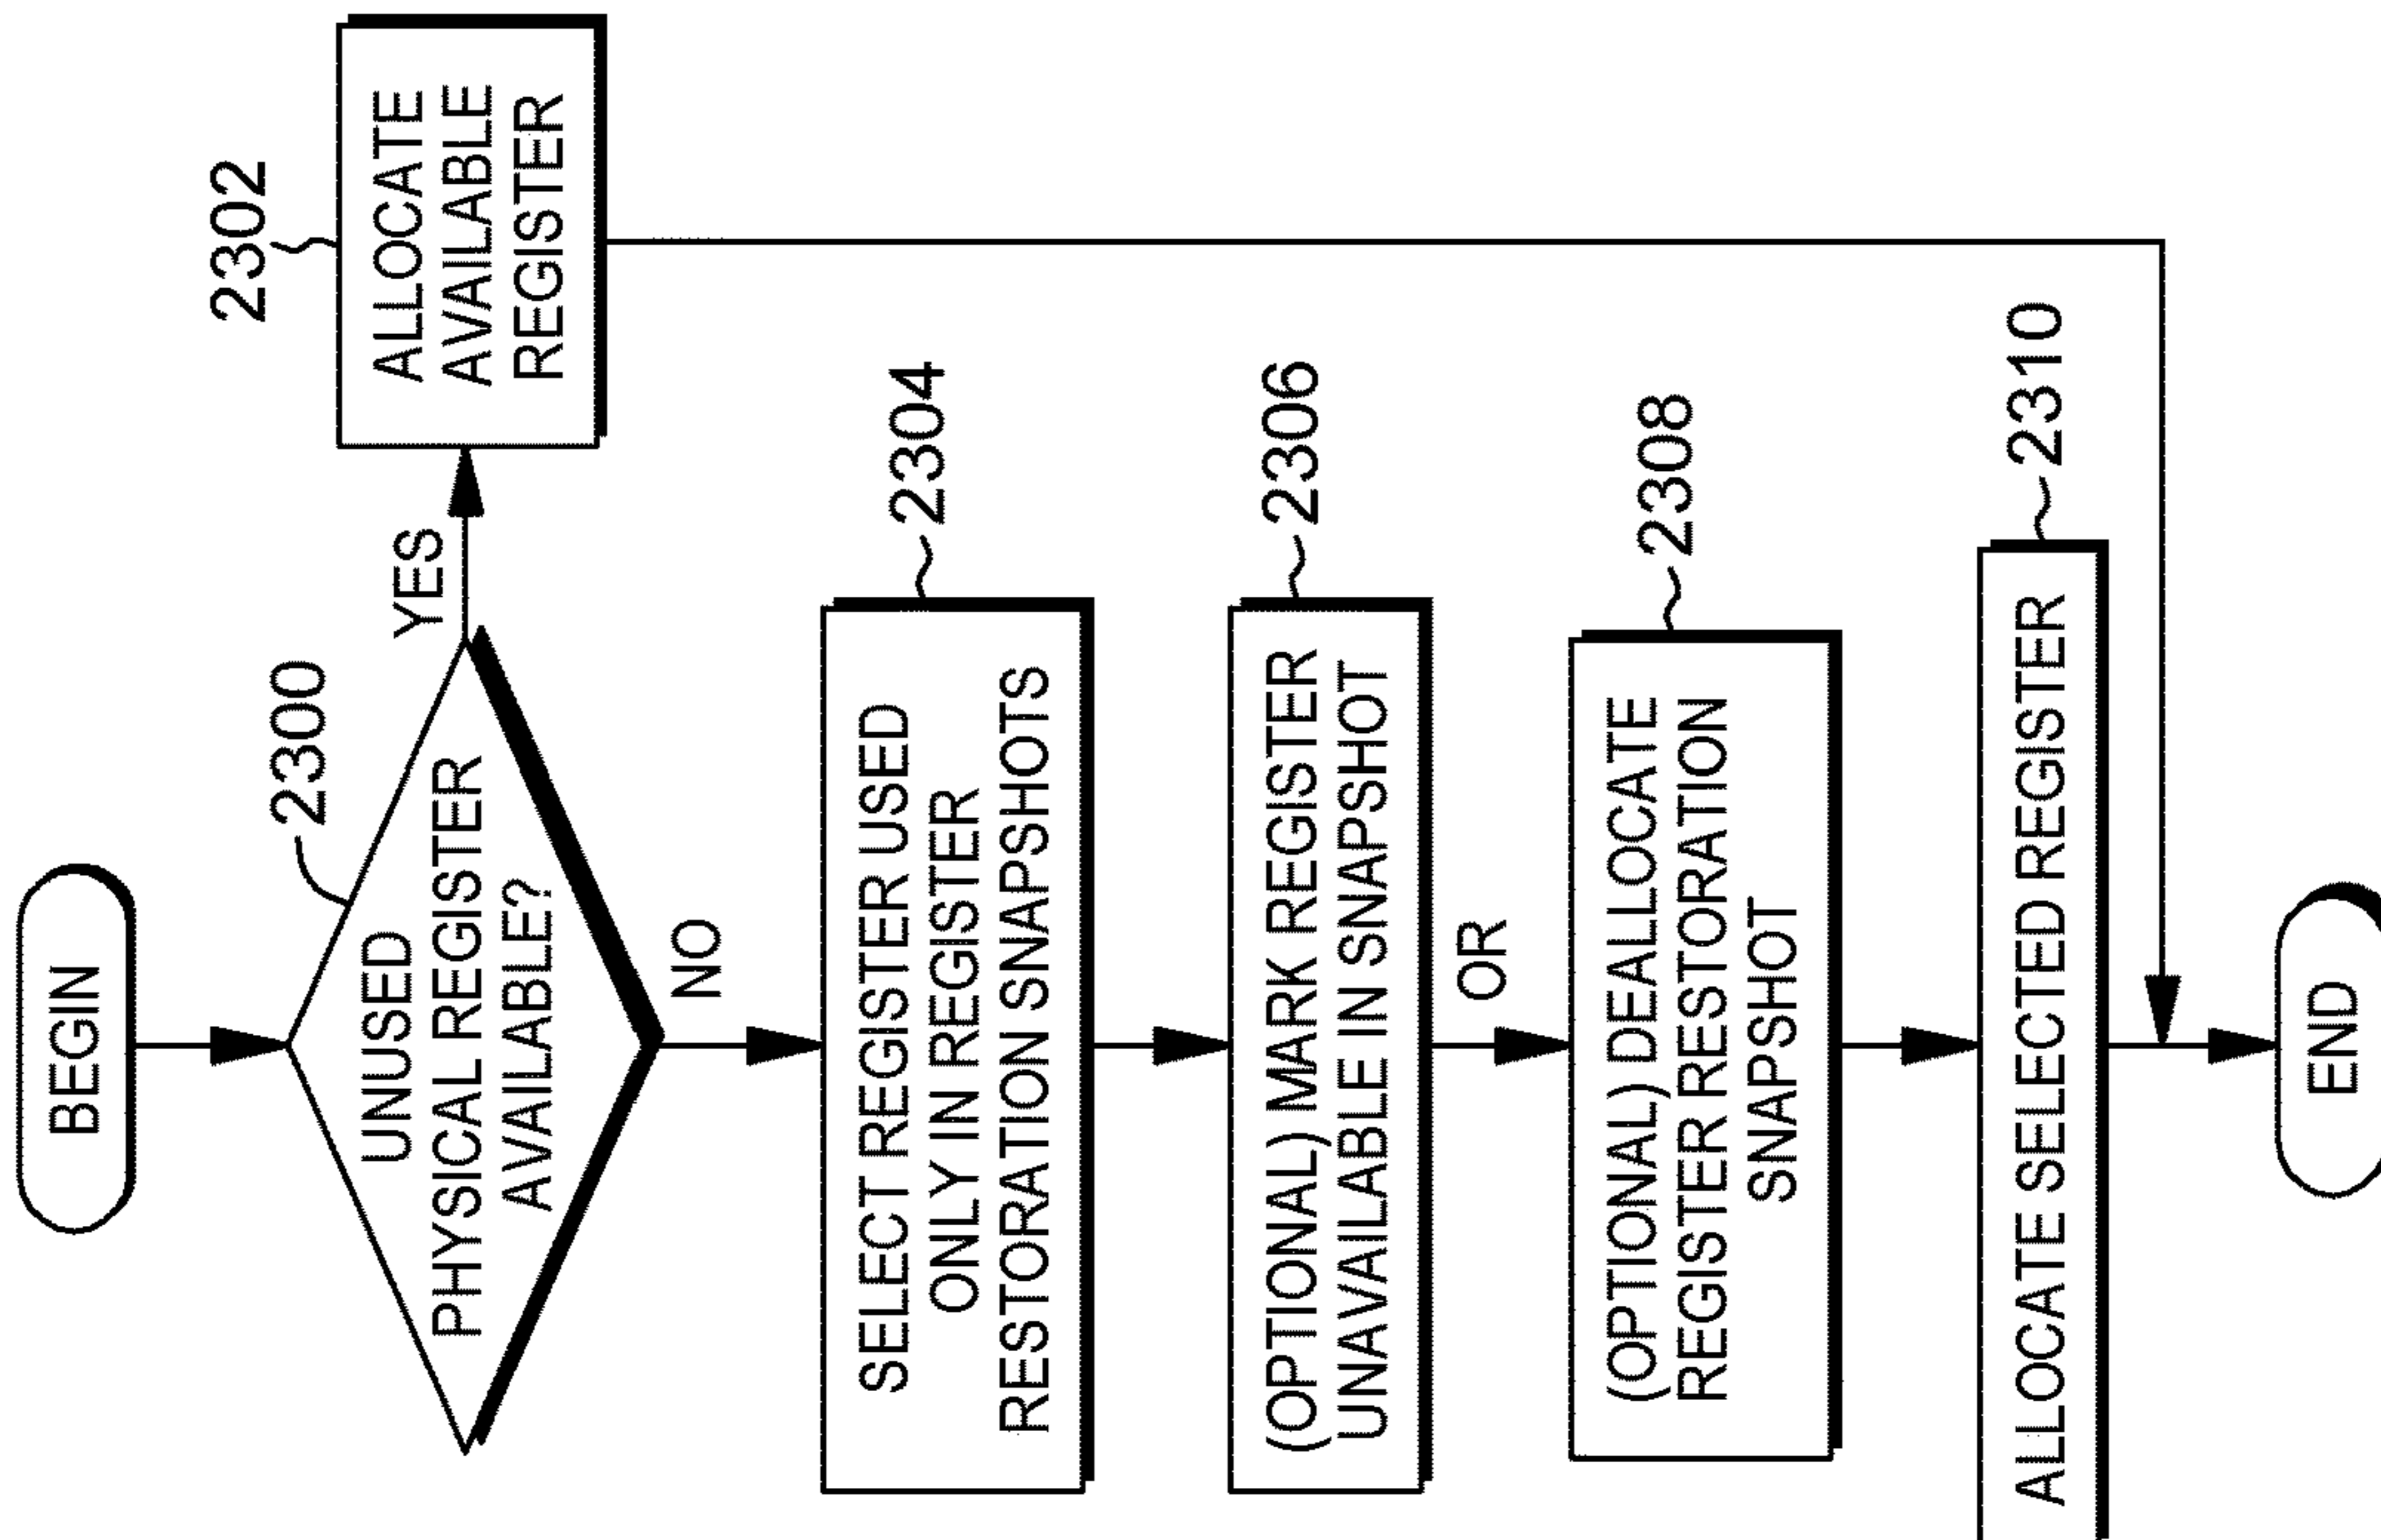 BEGIN
2300
UNUSED
PHYSICAL REGISTER
AVAILABLE?
YES
2302
ALLOCATE
AVAILABLE
REGISTER
NO
SELECT REGISTER USED
ONLY IN REGISTER
RESTORATION SNAPSHOTS
2304
(OPTIONAL) MARK REGISTER
UNAVAILABLE IN SNAPSHOT
2306
OR
(OPTIONAL) DEALLOCATE
REGISTER RESTORATION
SNAPSHOT
2308
ALLOCATE SELECTED REGISTER
2310
END